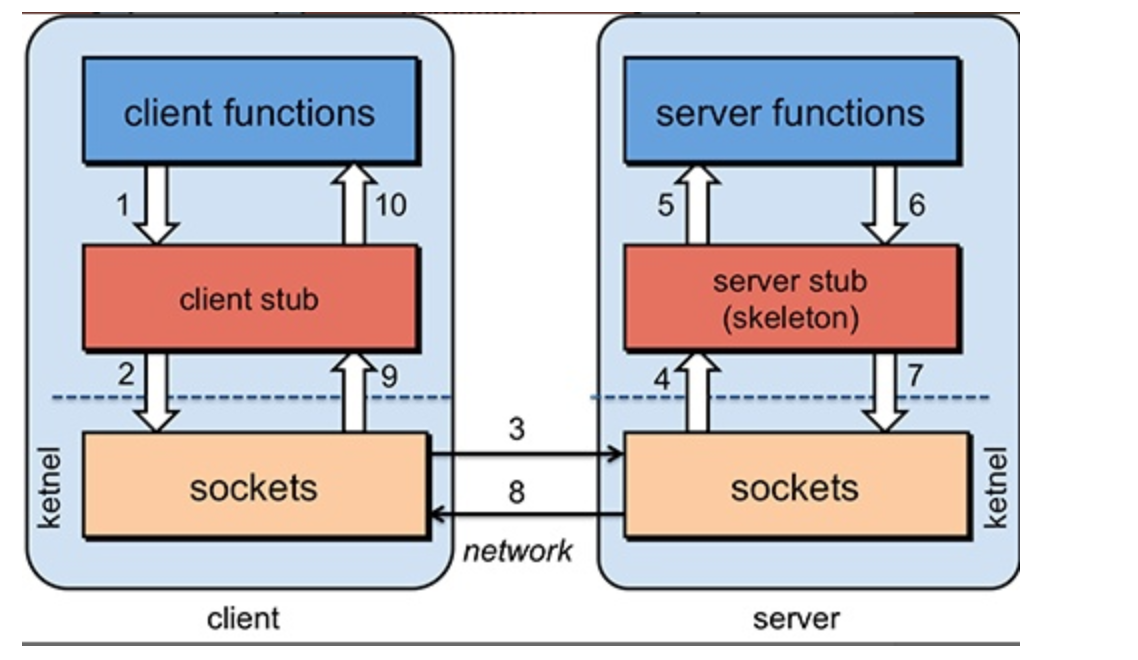 client functions
server functions
1
10
5
6
client stub
server stub
(skeleton)
2
9
4
7
3
ketnel
sockets
8
sockets
ketnel
network
client
server